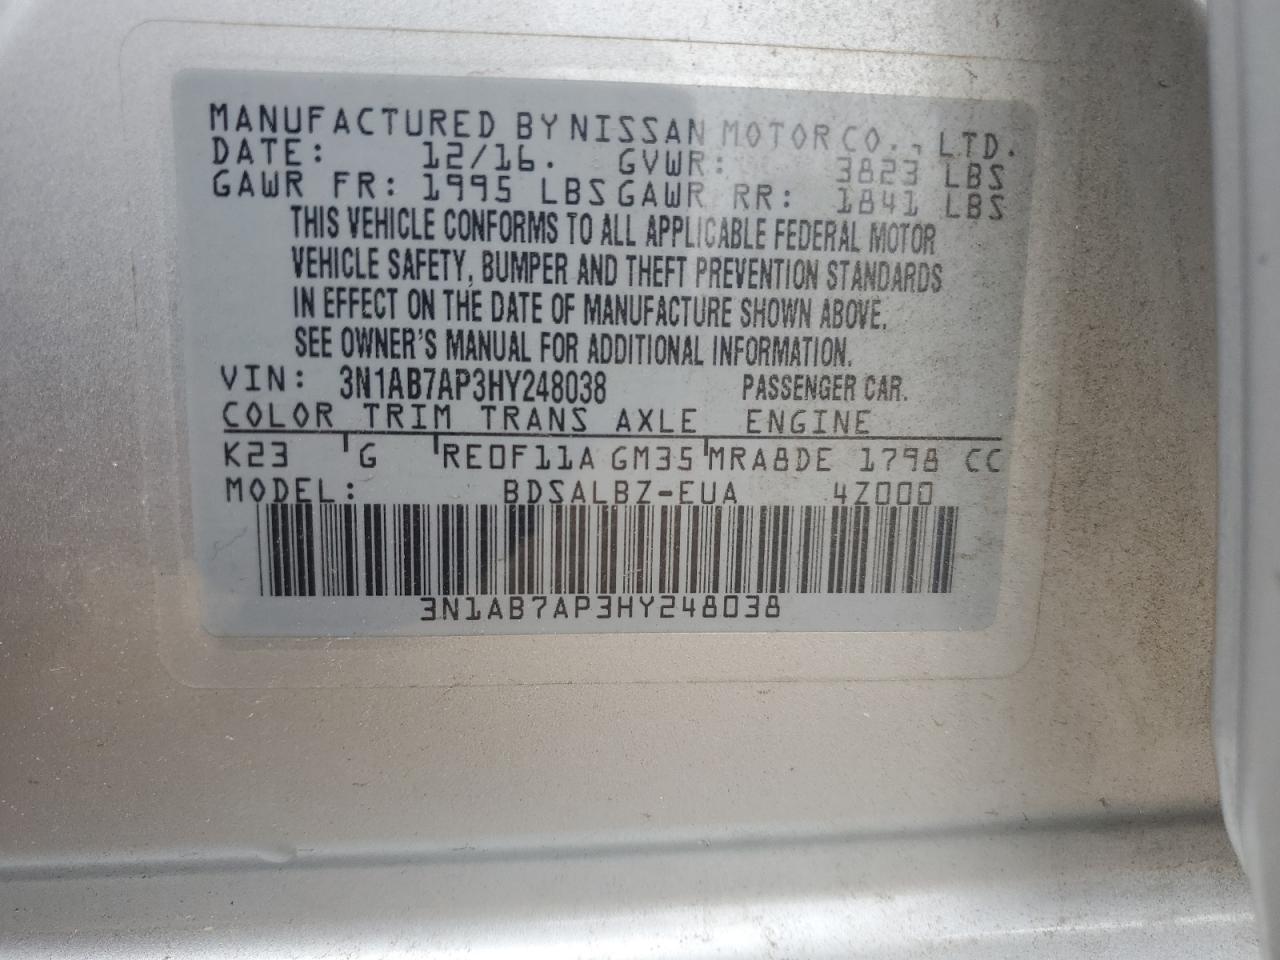 MANUFACTURED BY NISSAN MOTOR CO., LTD.
DATE: 12/16. GVWR: 3823 LBS
GAWR FR: 1995 LBS GAWR RR: 1841 LBS
THIS VEHICLE CONFORMS TO ALL APPLICABLE FEDERAL MOTOR
VEHICLE SAFETY, BUMPER AND THEFT PREVENTION STANDARDS
IN EFFECT ON THE DATE OF MANUFACTURE SHOWN ABOVE.
SEE OWNER'S MANUAL FOR ADDITIONAL INFORMATION.
VIN: 3N1AB7AP3HY248038 PASSENGER CAR.
COLOR TRIM TRANS AXLE ENGINE
K23 G RE0F11A GM35 MRA8DE 1798 CC
MODEL: BDSALBZ-EUA 4Z000
3N1AB7AP3HY248038